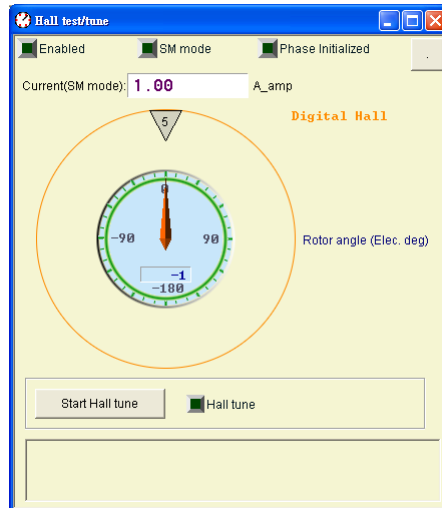 Hall test/tune
Enabled SM mode Phase Initialized .
Current(SM mode): 1.00 A_amp
Digital Hall
5
0
-90 90
Rotor angle (Elec. deg)
-1
-180
Start Hall tune Hall tune